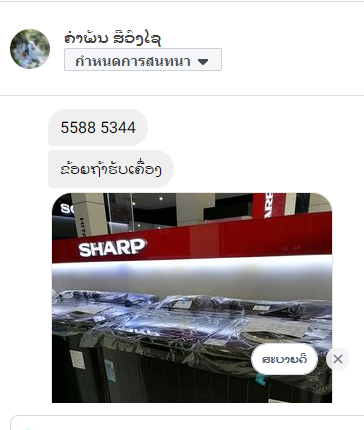 ຄຳພັນ ສີວົງໄຊ
กำหนดการสนทนา
5588 5344
ຂ້ອຍຖ້າຮັບເຄື່ອງ
SHARP
ສະບາຍດີ